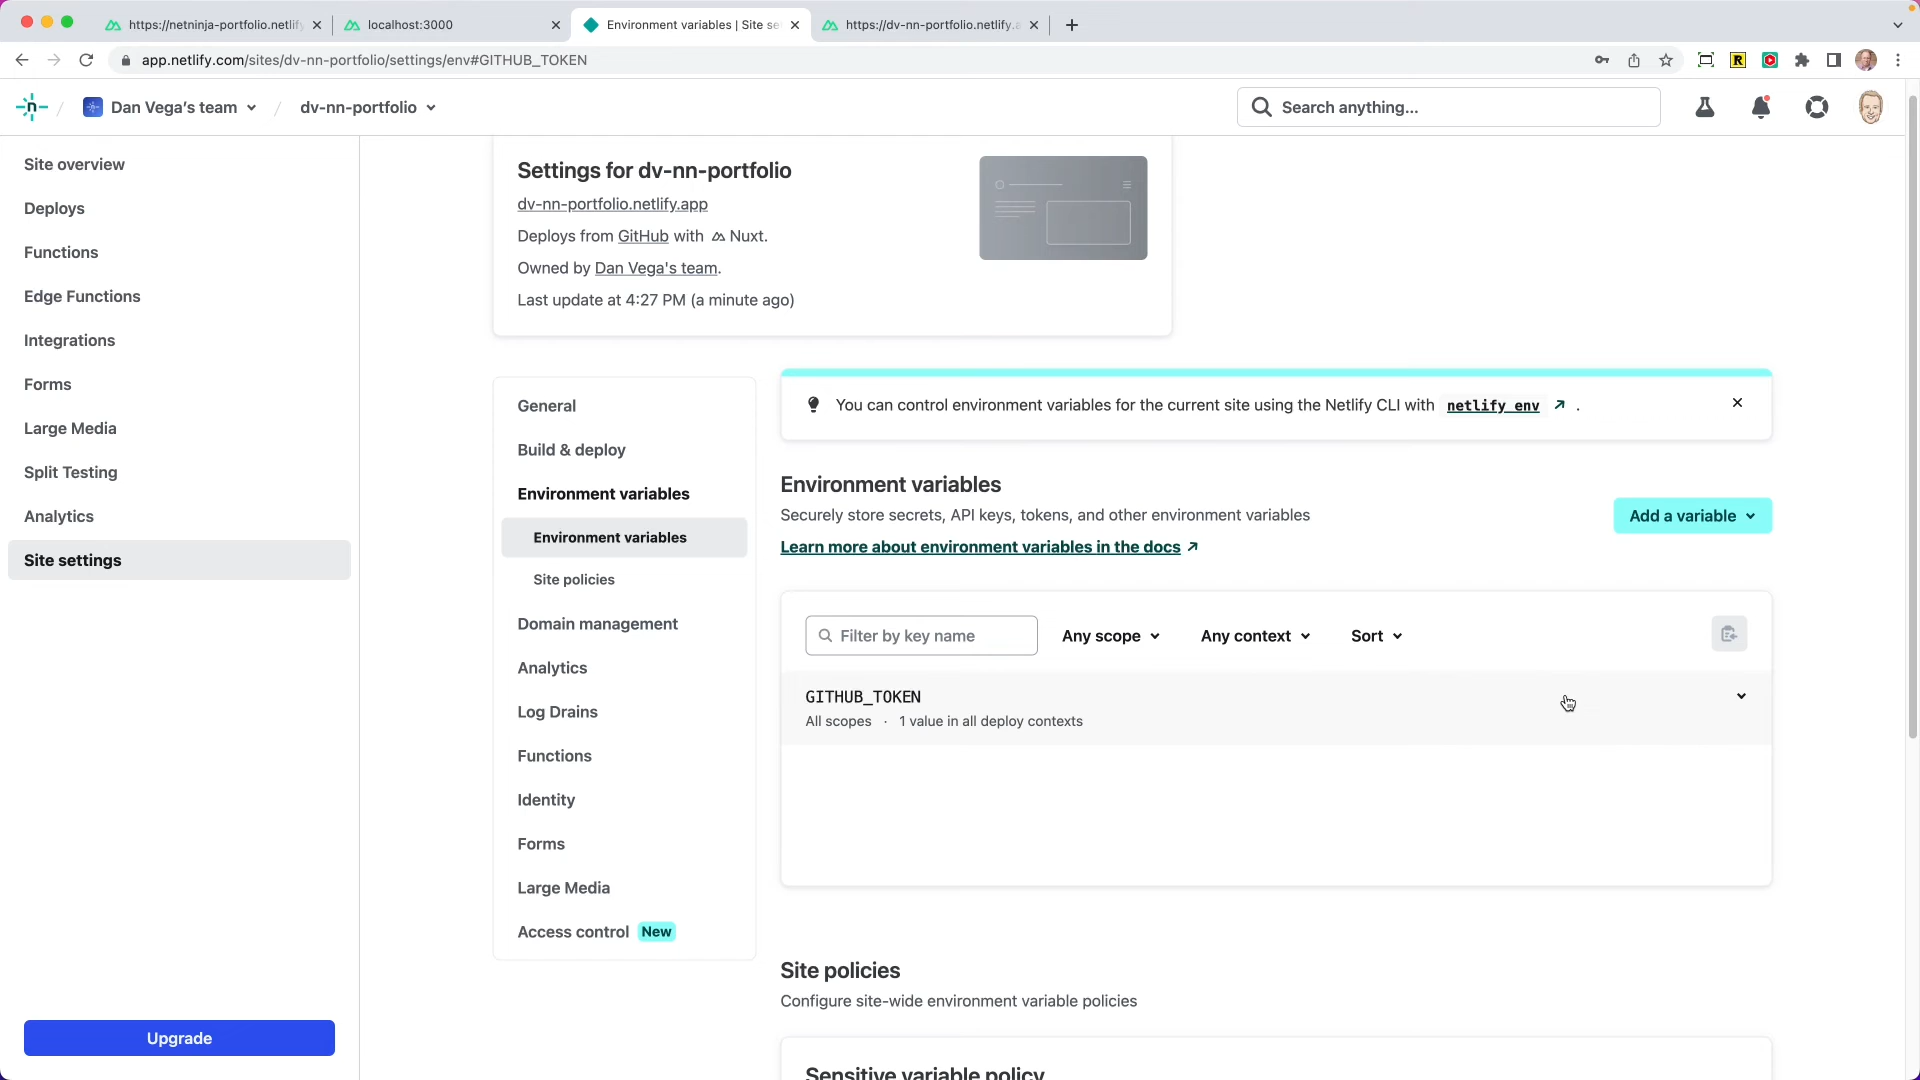 https://netninja-portfolio.netlify
localhost:3000
Environment variables | Site se
https://dv-nn-portfolio.netlify.a
app.netlify.com/sites/dv-nn-portfolio/settings/env#GITHUB_TOKEN
n
/
Dan Vega's team
/
dv-nn-portfolio
Search anything...
Site overview
Deploys
Functions
Edge Functions
Integrations
Forms
Large Media
Split Testing
Analytics
Site settings
Upgrade
Settings for dv-nn-portfolio
dv-nn-portfolio.netlify.app
Deploys from GitHub with Nuxt.
Owned by Dan Vega's team.
Last update at 4:27 PM (a minute ago)
General
Build & deploy
Environment variables
Environment variables
Site policies
Domain management
Analytics
Log Drains
Functions
Identity
Forms
Large Media
Access control New
You can control environment variables for the current site using the Netlify CLI with netlify env ↗ .
Environment variables
Securely store secrets, API keys, tokens, and other environment variables
Learn more about environment variables in the docs ↗
Add a variable
Filter by key name
Any scope
Any context
Sort
GITHUB_TOKEN
All scopes · 1 value in all deploy contexts
Site policies
Configure site-wide environment variable policies
Sensitive variable policy